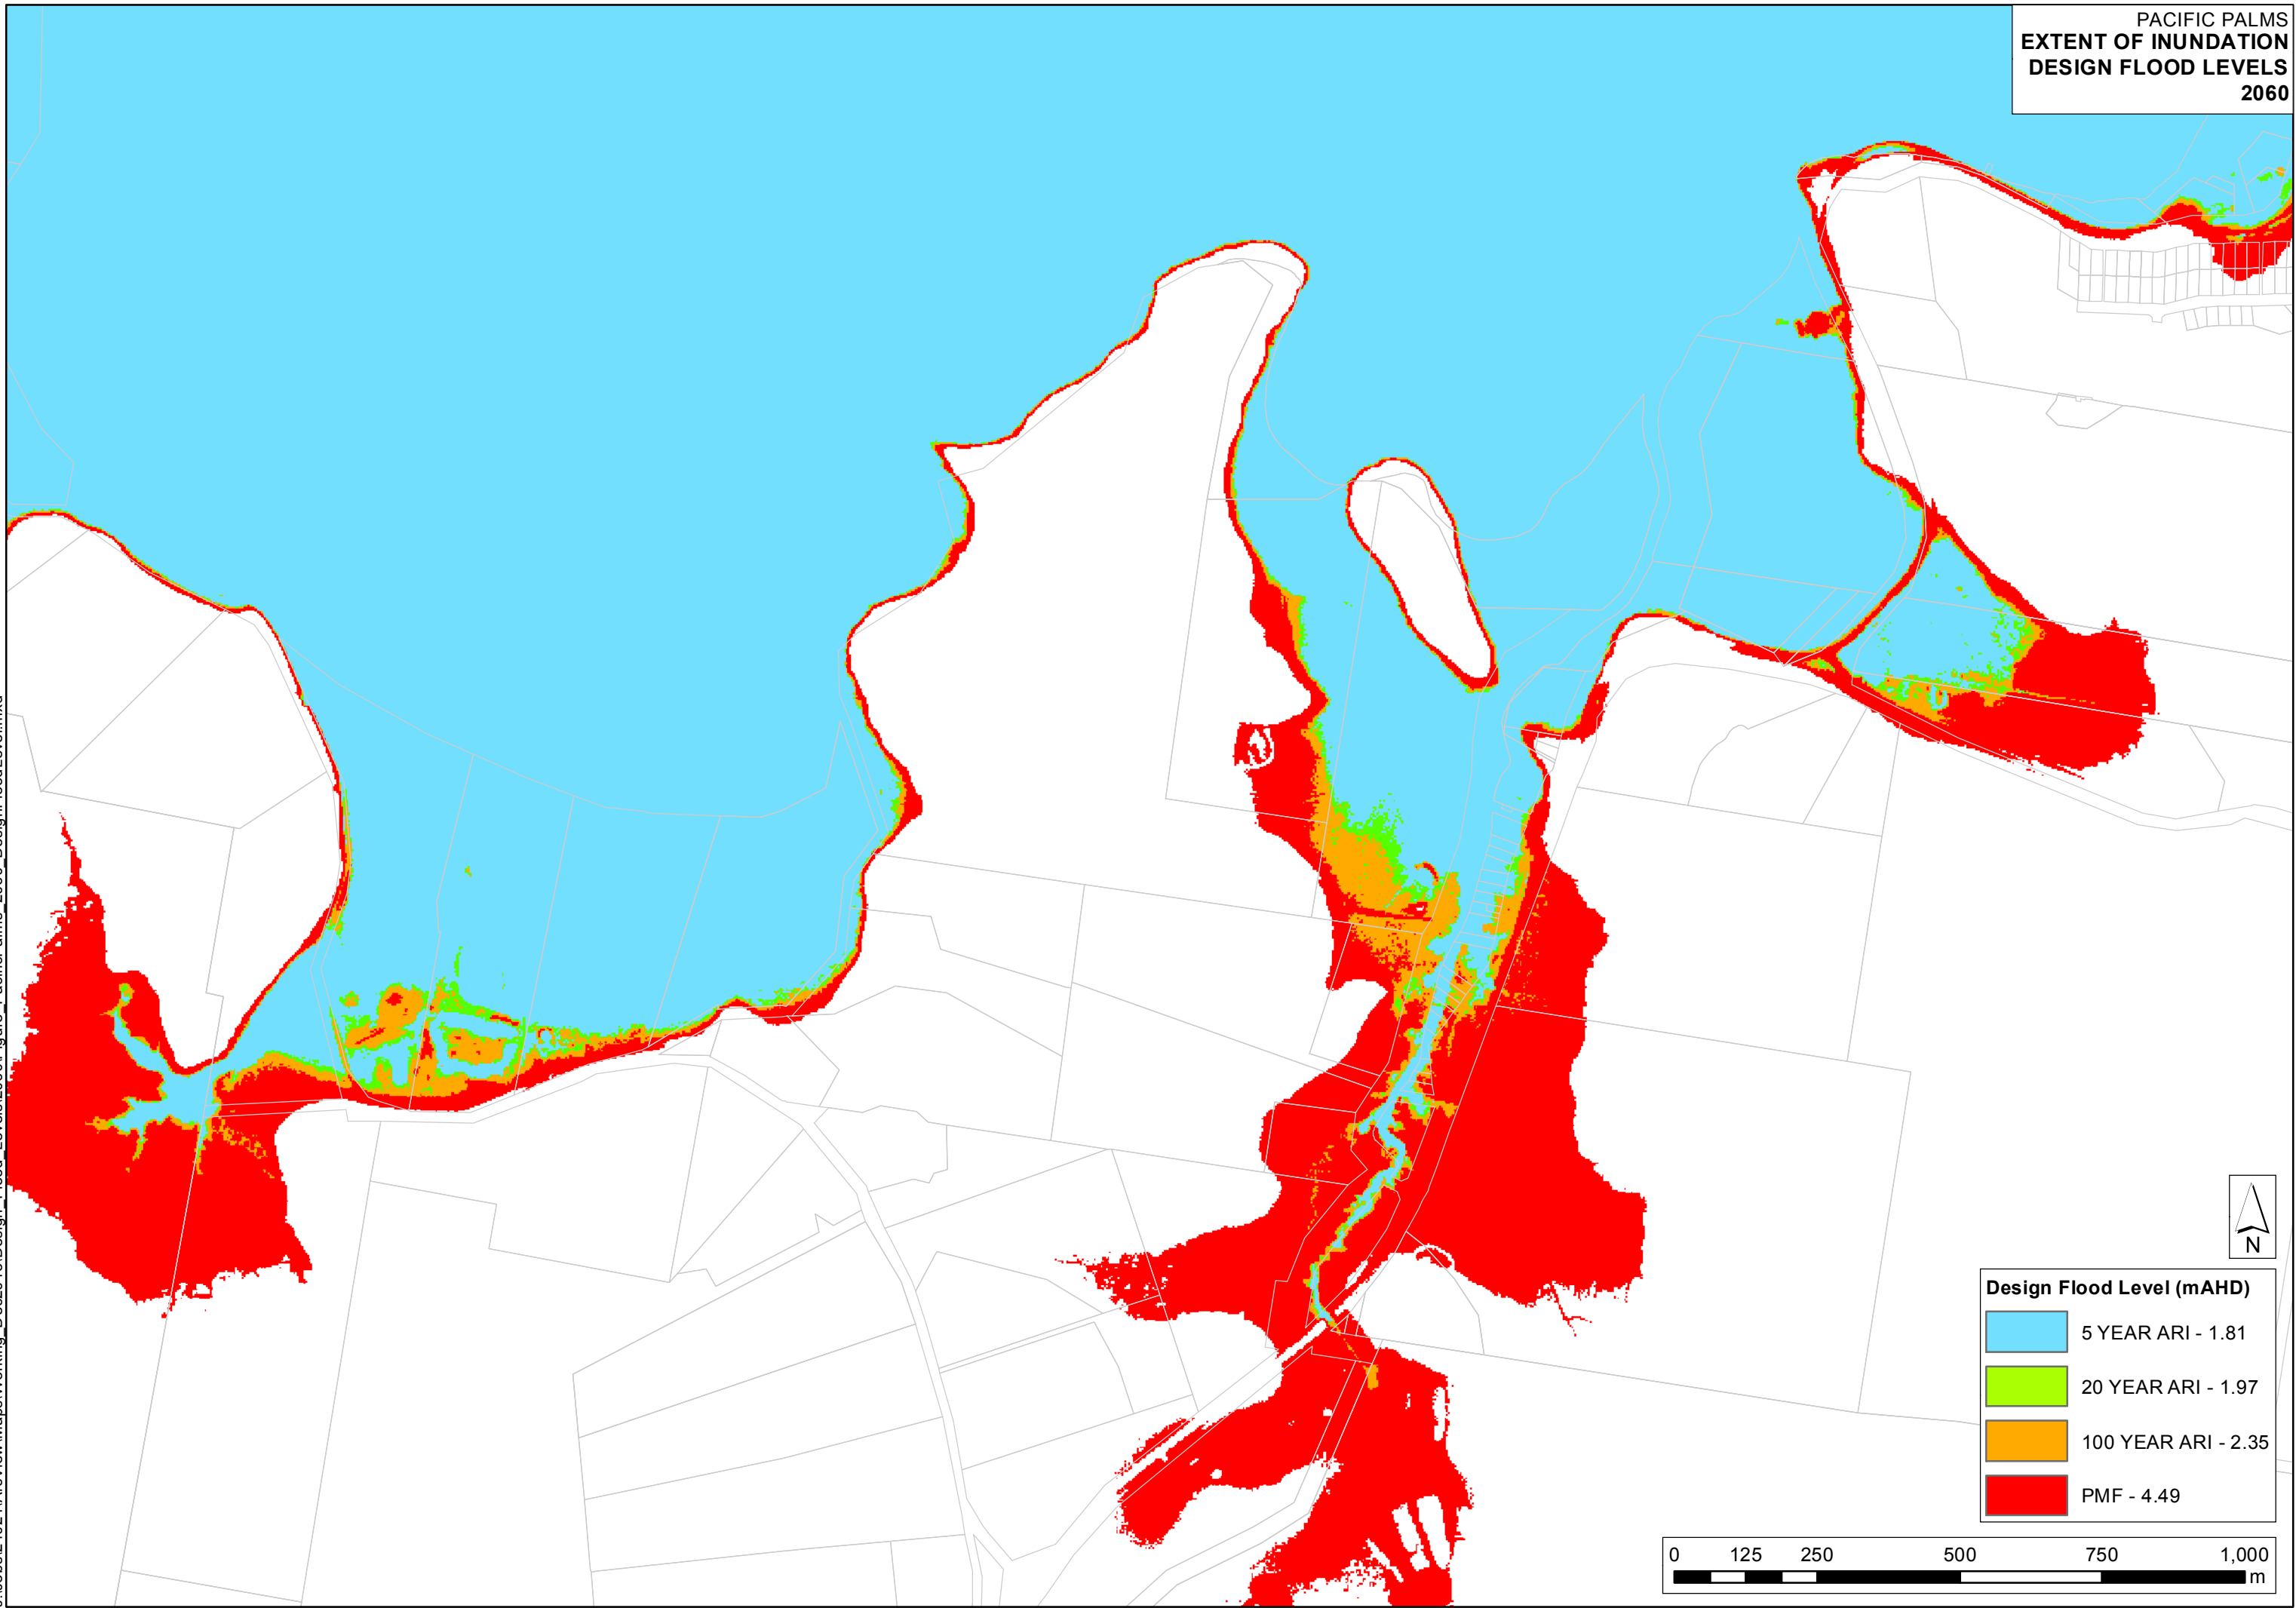 PACIFIC PALMS
EXTENT OF INUNDATION
DESIGN FLOOD LEVELS
2060
N
Design Flood Level (mAHD)
5 YEAR ARI - 1.81
20 YEAR ARI - 1.97
100 YEAR ARI - 2.35
PMF - 4.49
0 125 250 500 750 1,000
m